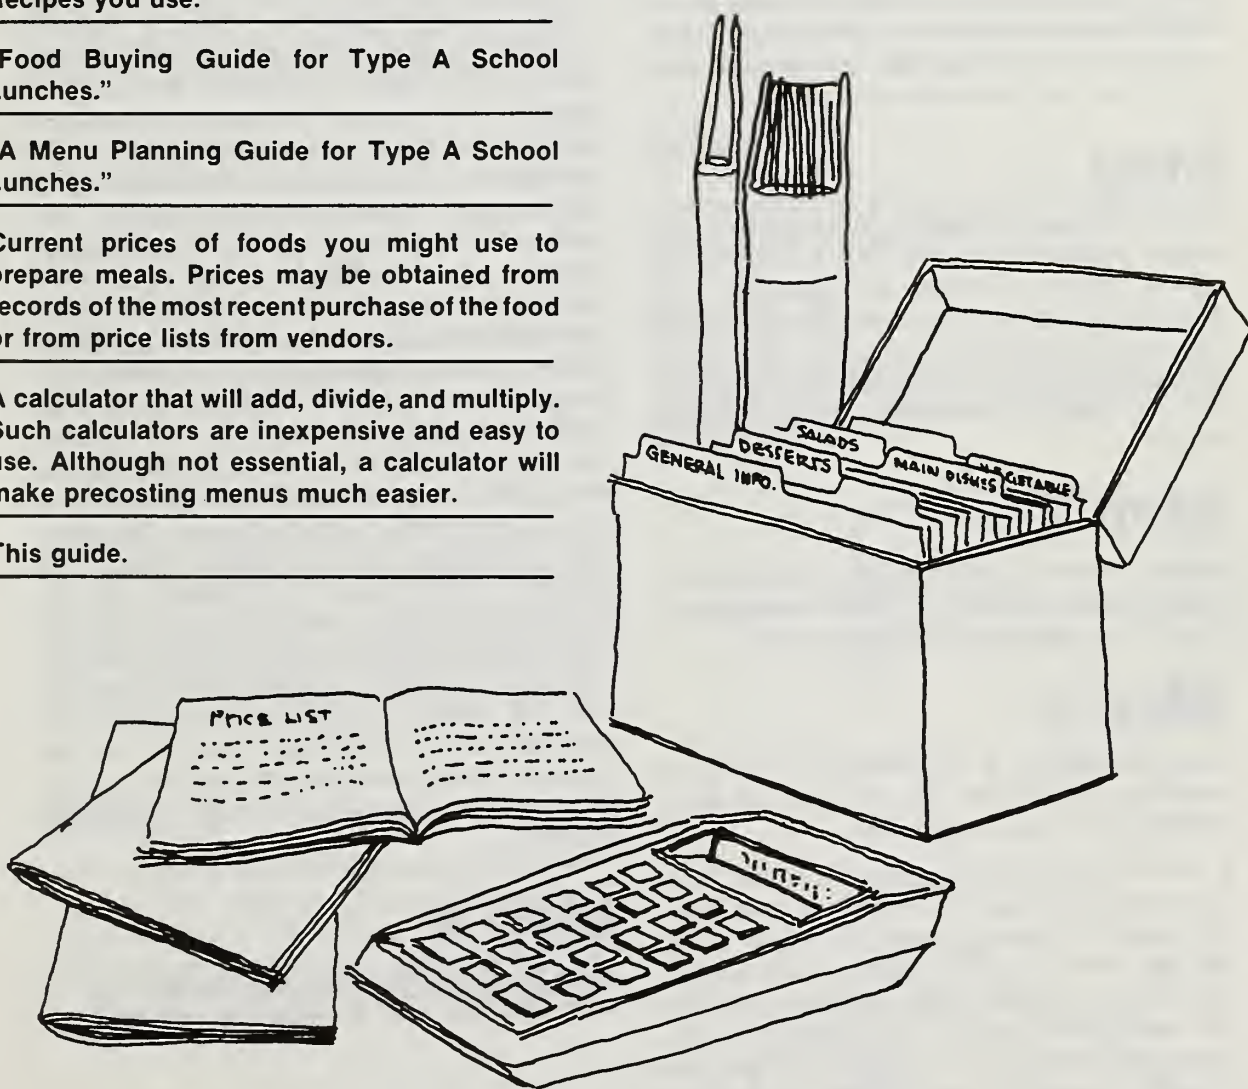 recipes you use.
Food Buying Guide for Type A School
unches.”
A Menu Planning Guide for Type A School
unches.”
Current prices of foods you might use to
prepare meals. Prices may be obtained from
records of the most recent purchase of the food
or from price lists from vendors.
A calculator that will add, divide, and multiply.
Such calculators are inexpensive and easy to
use. Although not essential, a calculator will
make precosting menus much easier.
This guide.
SALADS
DESSERTS
GENERAL INFO.
MAIN DISHES
VEGETABLE
PRICE LIST